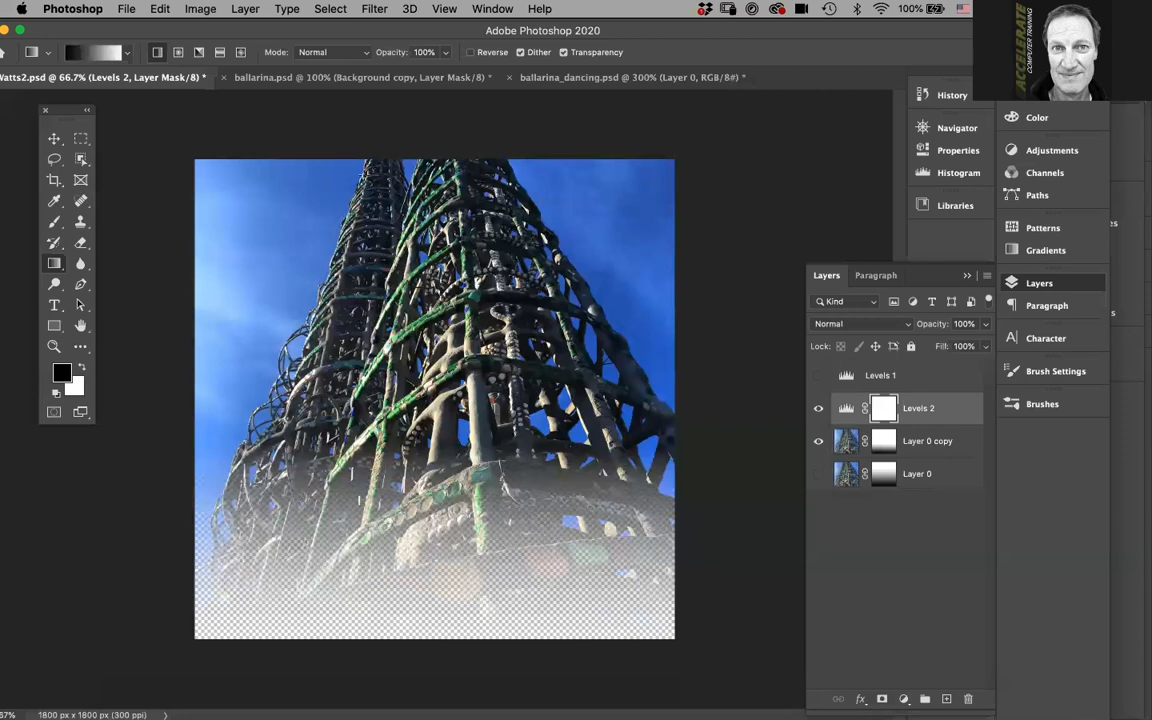 Photoshop File Edit Image Layer Type Select Filter 3D View Window Help 100%
Adobe Photoshop 2020
Mode: Normal Opacity: 100% Reverse Dither Transparency
Watts2.psd @ 66.7% (Levels 2, Layer Mask/8) * × ballarina.psd @ 100% (Background copy, Layer Mask/8) * × ballarina_dancing.psd @ 300% (Layer 0, RGB/8#) *
ACCELERATE
COMPUTER TRAINING
History
Navigator
Properties
Histogram
Libraries
Color
Adjustments
Channels
Paths
Patterns
Gradients
Layers
Paragraph
Character
Brush Settings
Brushes
Layers Paragraph
Kind
Normal Opacity: 100%
Lock: Fill: 100%
Levels 1
Levels 2
Layer 0 copy
Layer 0
1800 px x 1800 px (300 ppi)